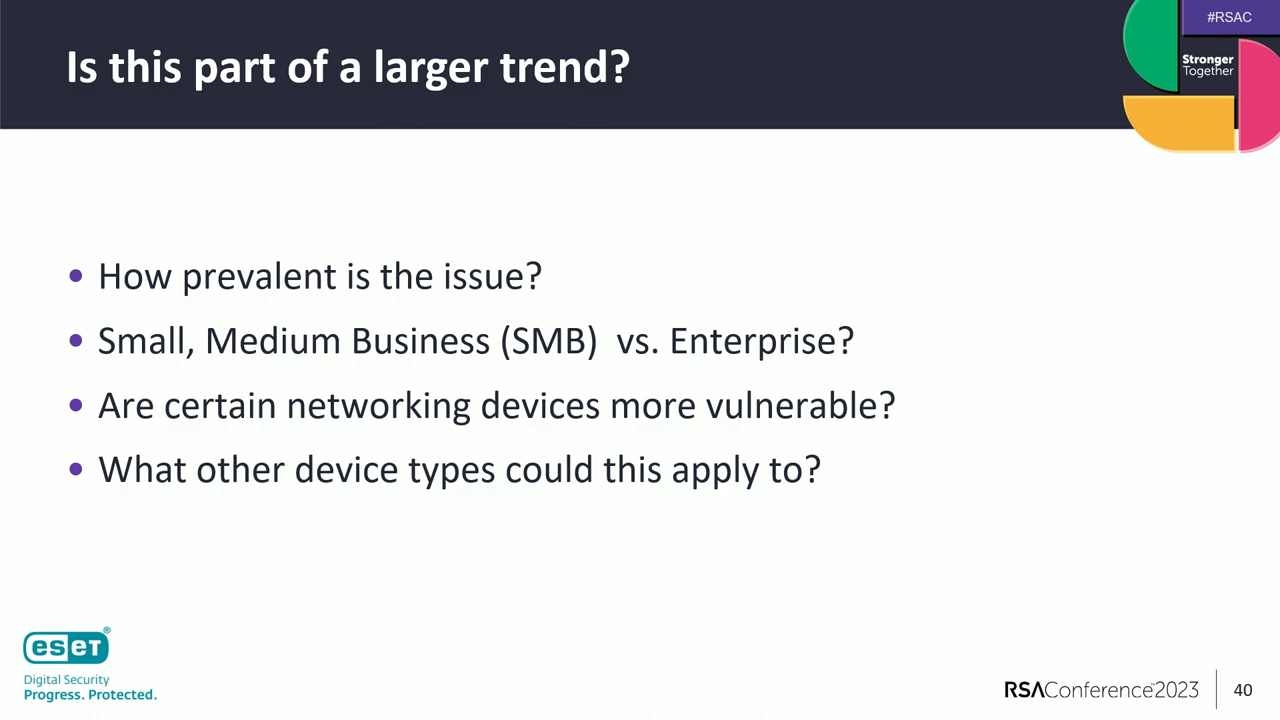 #RSAC
Is this part of a larger trend?
Stronger
Together
• How prevalent is the issue?
• Small, Medium Business (SMB)  vs. Enterprise?
• Are certain networking devices more vulnerable?
• What other device types could this apply to?
eseT®
Digital Security
Progress. Protected.
RSAConference™2023
40